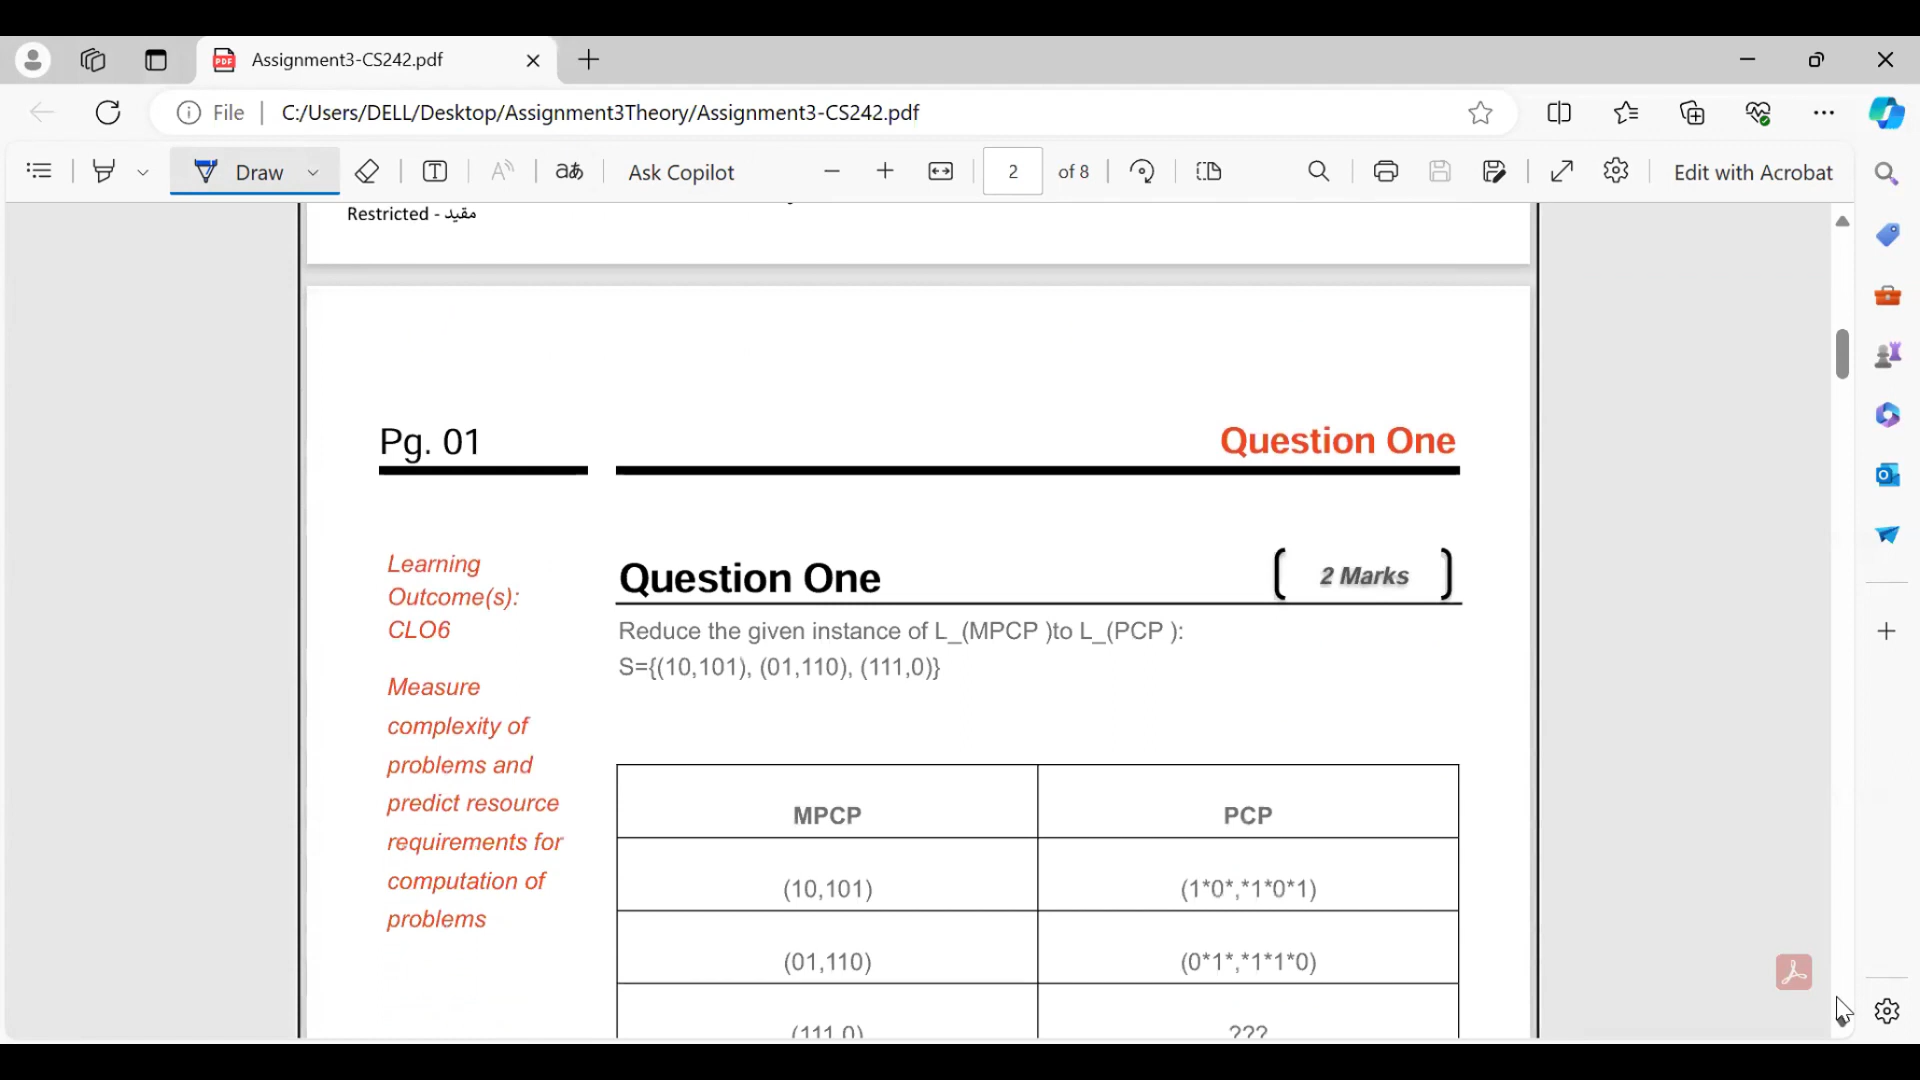 Assignment3-CS242.pdf
File
C:/Users/DELL/Desktop/Assignment3Theory/Assignment3-CS242.pdf
Draw
Ask Copilot
2
of 8
Edit with Acrobat
Restricted - مقيد
Pg. 01
Question One
Learning
Outcome(s):
CLO6
Measure
complexity of
problems and
predict resource
requirements for
computation of
problems
Question One
2 Marks
Reduce the given instance of L_(MPCP )to L_(PCP ):
S={(10,101), (01,110), (111,0)}
MPCP PCP
(10,101) (1*0*,*1*0*1)
(01,110) (0*1*,*1*1*0)
(111,0) ???